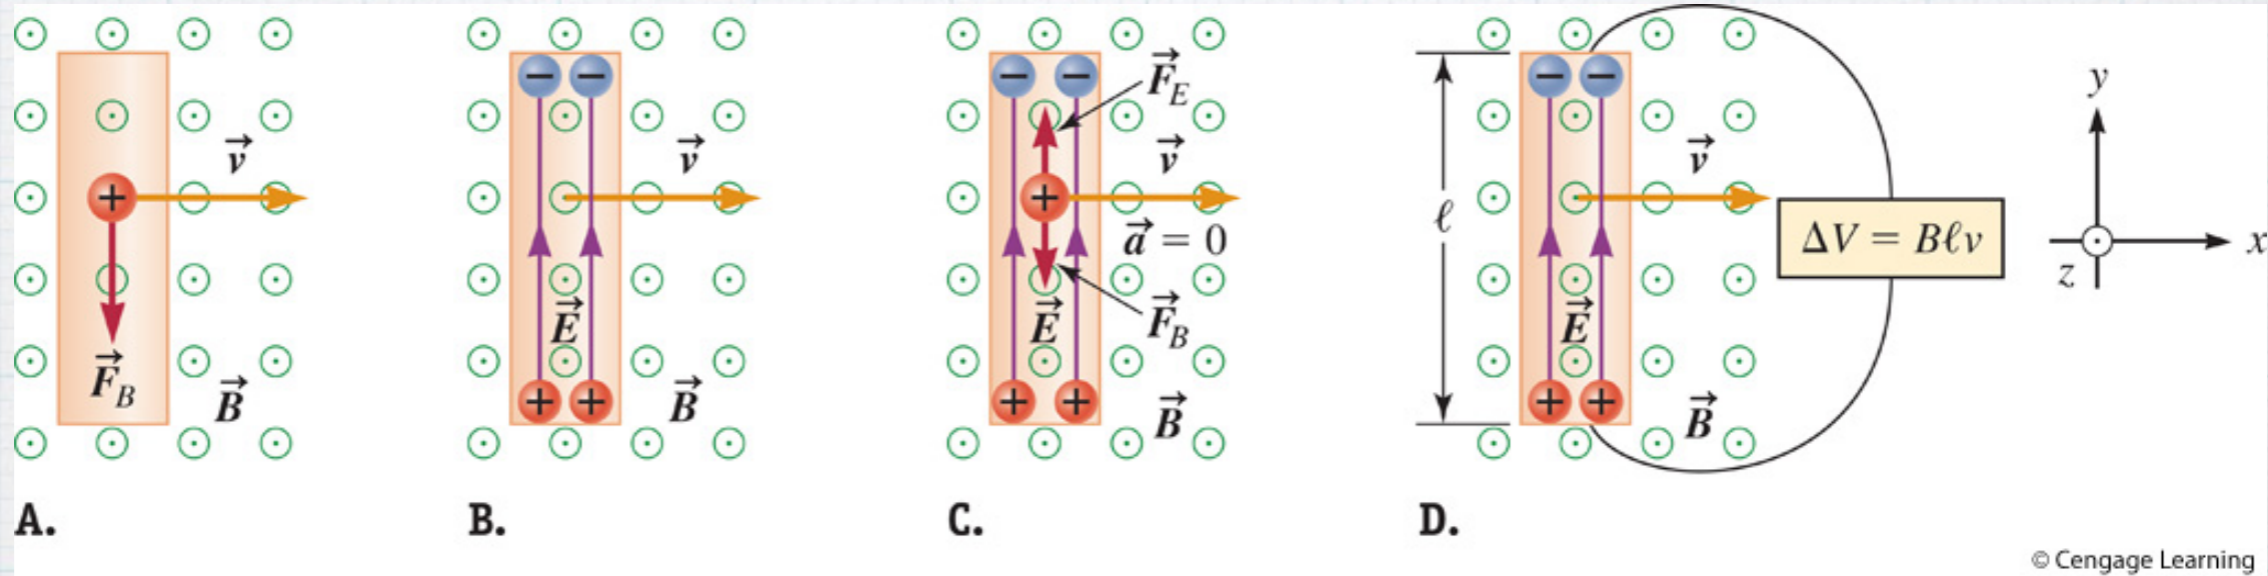 F_B
v
B
A.
− −
v
E
B
+ +
B.
− −
F_E
v
+
a = 0
E
F_B
B
+ +
C.
ℓ
− −
v
E
B
+ +
ΔV = Bℓv
D.
y
x
z
© Cengage Learning